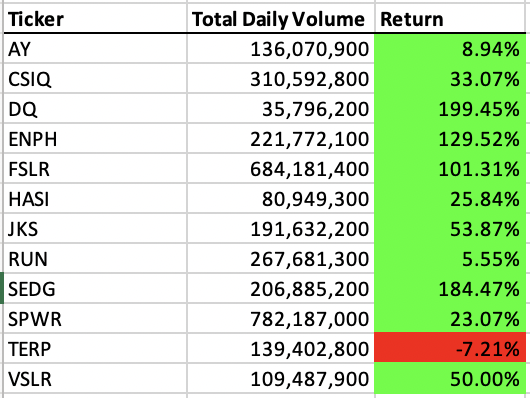 Ticker Total Daily Volume Return
AY 136,070,900 8.94%
CSIQ 310,592,800 33.07%
DQ 35,796,200 199.45%
ENPH 221,772,100 129.52%
FSLR 684,181,400 101.31%
HASI 80,949,300 25.84%
JKS 191,632,200 53.87%
RUN 267,681,300 5.55%
SEDG 206,885,200 184.47%
SPWR 782,187,000 23.07%
TERP 139,402,800 -7.21%
VSLR 109,487,900 50.00%